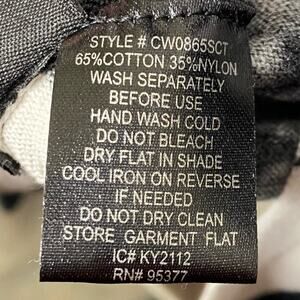 STYLE # CW0865SCT
65%COTTON 35%NYLON
WASH SEPARATELY
BEFORE USE
HAND WASH COLD
DO NOT BLEACH
DRY FLAT IN SHADE
COOL IRON ON REVERSE
IF NEEDED
DO NOT DRY CLEAN
STORE GARMENT FLAT
IC# KY2112
RN# 95377